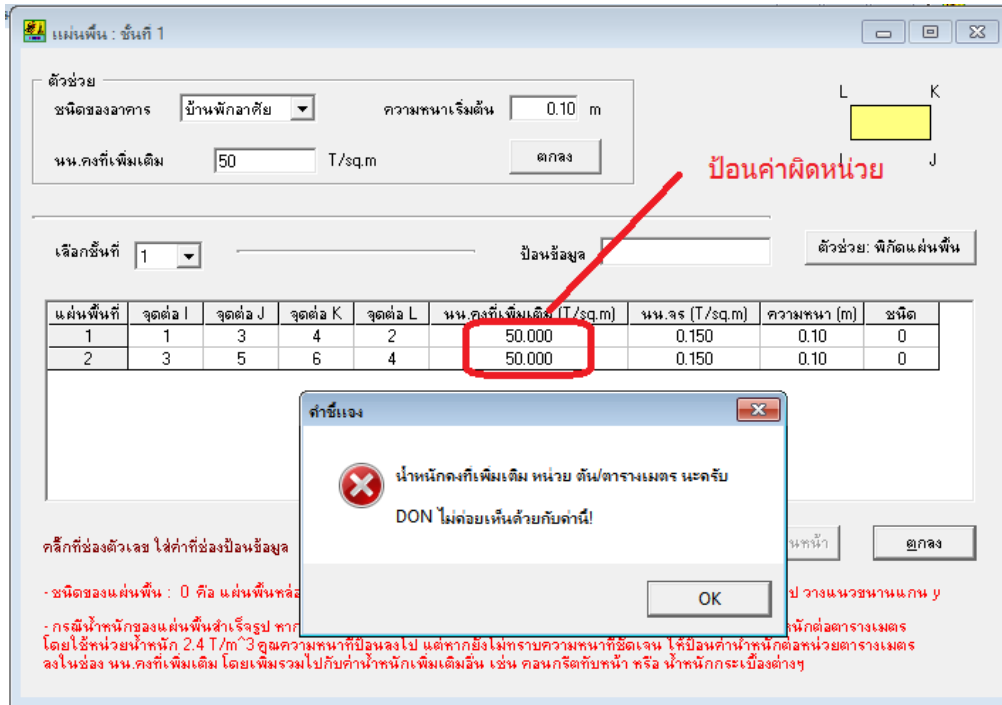 แผ่นพื้น : ชั้นที่ 1
ตัวช่วย
ชนิดของอาคาร บ้านพักอาศัย ความหนาเริ่มต้น 0.10 m
L K
นน.คงที่เพิ่มเติม 50 T/sq.m ตกลง
I J
ป้อนค่าผิดหน่วย
เลือกชั้นที่ 1 ป้อนข้อมูล ตัวช่วย: พิกัดแผ่นพื้น
แผ่นพื้นที่ จุดต่อ I จุดต่อ J จุดต่อ K จุดต่อ L นน.คงที่เพิ่มเติม (T/sq.m) นน.จร (T/sq.m) ความหนา (m) ชนิด
1 1 3 4 2 50.000 0.150 0.10 0
2 3 5 6 4 50.000 0.150 0.10 0
คำชี้แจง
น้ำหนักคงที่เพิ่มเติม หน่วย ตัน/ตารางเมตร นะครับ
DON ไม่ค่อยเห็นด้วยกับค่านี้!
OK
คลิ๊กที่ช่องตัวเลข ใส่ค่าที่ช่องป้อนข้อมูล นหน้า ตกลง
- ชนิดของแผ่นพื้น : 0 คือ แผ่นพื้นหล่อ ป วางแนวขนานแกน y
- กรณีน้ำหนักของแผ่นพื้นสำเร็จรูป หาก หนักต่อตารางเมตร
โดยใช้หน่วยน้ำหนัก 2.4 T/m^3 คูณความหนาที่ป้อนลงไป แต่หากยังไม่ทราบความหนาที่ชัดเจน ให้ป้อนค่าน้ำหนักต่อหน่วยตารางเมตร
ลงในช่อง นน.คงที่เพิ่มเติม โดยเพิ่มรวมไปกับค่าน้ำหนักเพิ่มเติมอื่น เช่น คอนกรีตทับหน้า หรือ น้ำหนักกระเบื้องต่างๆ